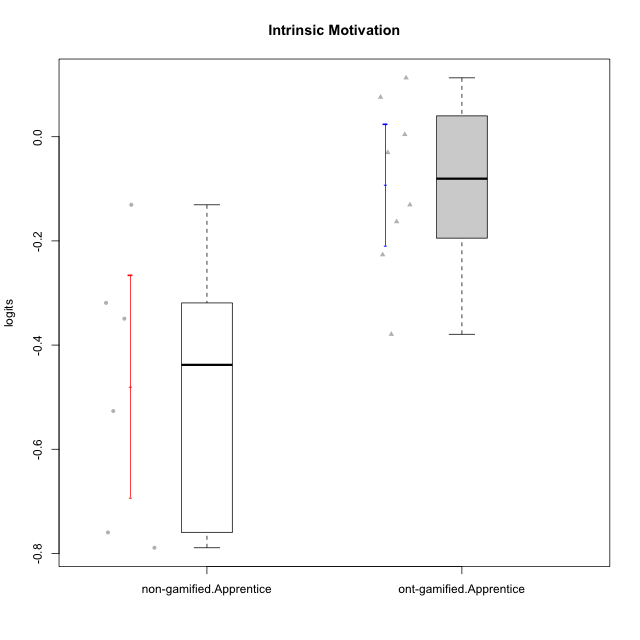 Intrinsic Motivation
logits
0.0
-0.2
-0.4
-0.6
-0.8
non-gamified.Apprentice
ont-gamified.Apprentice